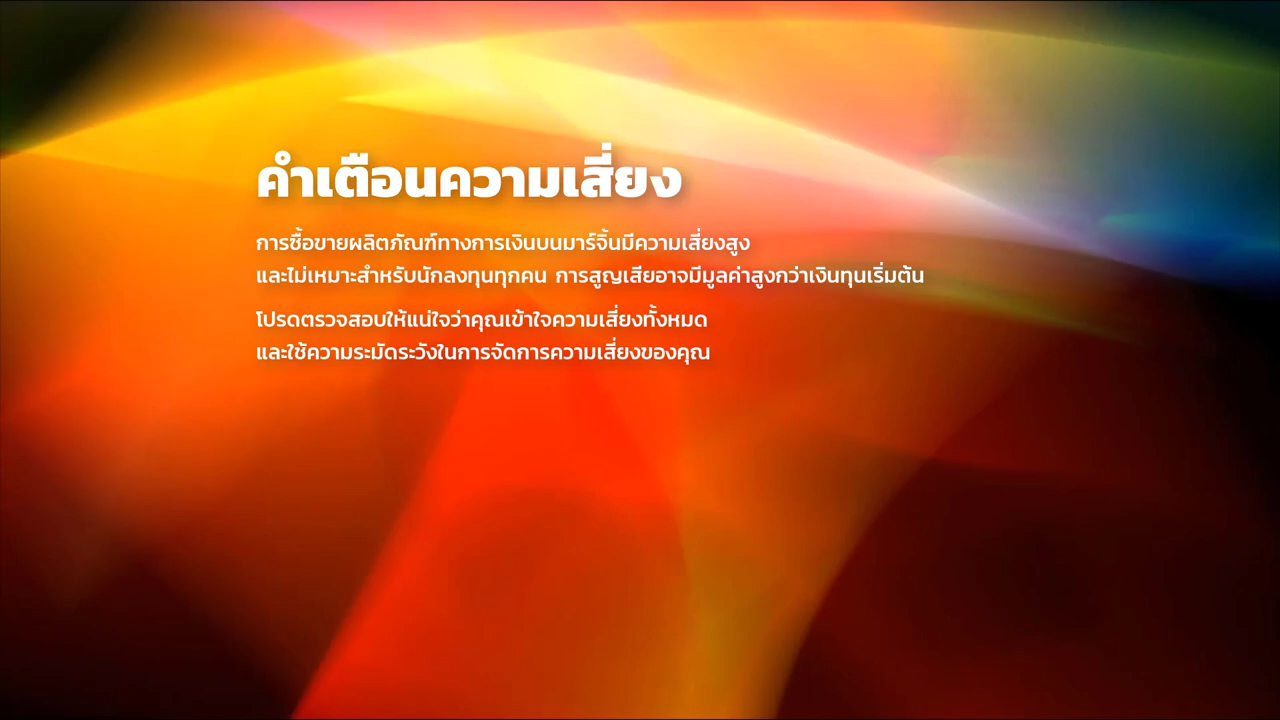 คำเตือนความเสี่ยง
การซื้อขายผลิตภัณฑ์ทางการเงินบนมาร์จิ้นมีความเสี่ยงสูง
และไม่เหมาะสำหรับนักลงทุนทุกคน การสูญเสียอาจมีมูลค่าสูงกว่าเงินทุนเริ่มต้น
โปรดตรวจสอบให้แน่ใจว่าคุณเข้าใจความเสี่ยงทั้งหมด
และใช้ความระมัดระวังในการจัดการความเสี่ยงของคุณ